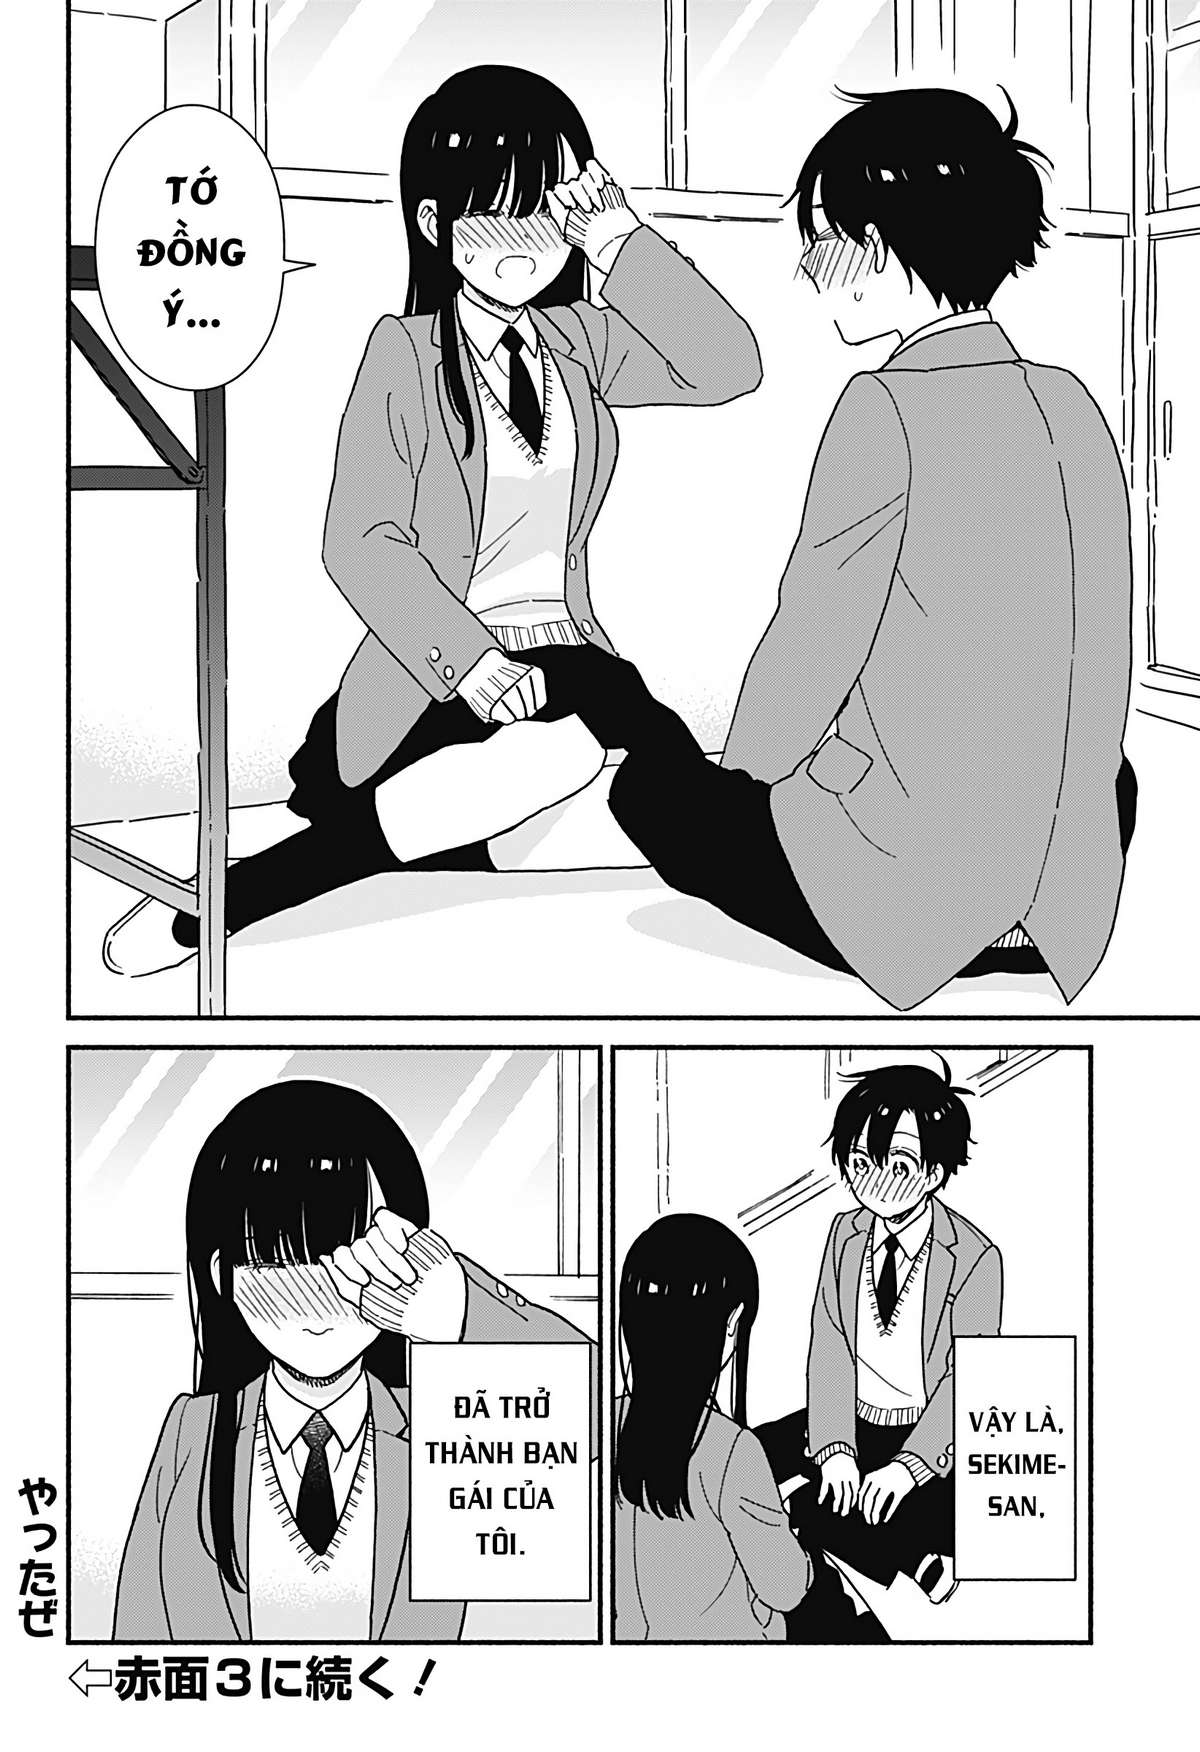 TỚ
ĐỒNG
Ý...
VẬY LÀ,
SEKIME-
SAN,
ĐÃ TRỞ
THÀNH BẠN
GÁI CỦA
TÔI.
やったぜ
⇦赤面3に続く！